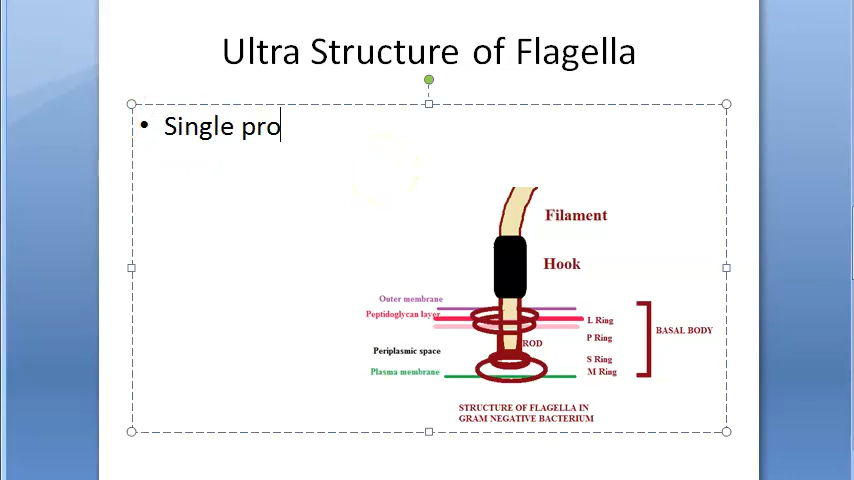 Ultra Structure of Flagella
• Single pro
Filament
Hook
Outer membrane
Peptidoglycan layer
L Ring
BASAL BODY
P Ring
ROD
Periplasmic space
S Ring
Plasma membrane
M Ring
STRUCTURE OF FLAGELLA IN
GRAM NEGATIVE BACTERIUM